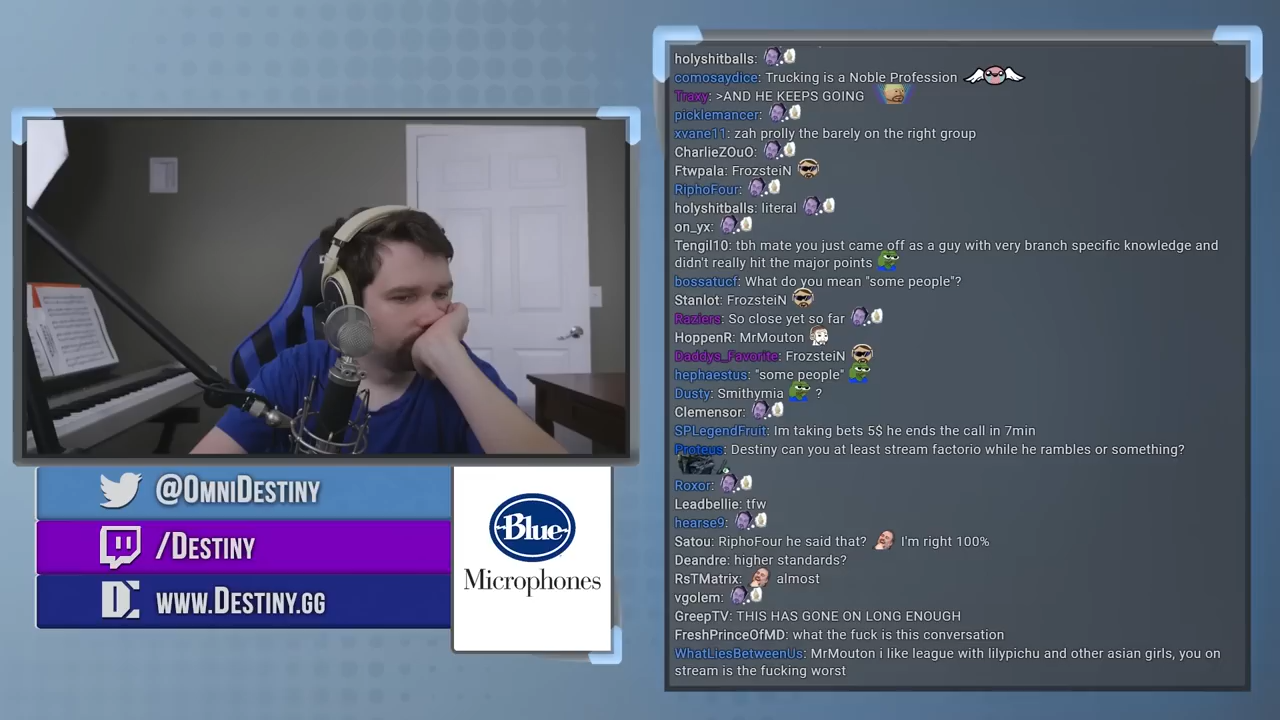 holyshitballs:
comosaydice: Trucking is a Noble Profession
Traxy: >AND HE KEEPS GOING
picklemancer:
xvane11: zah prolly the barely on the right group
CharlieZOuO:
Ftwpala: FrozsteiN
RiphoFour:
holyshitballs: literal
on_yx:
Tengil10: tbh mate you just came off as a guy with very branch specific knowledge and
didn't really hit the major points
bossatucf: What do you mean "some people"?
Stanlot: FrozsteiN
Raziers: So close yet so far
HoppenR: MrMouton
Daddys_Favorite: FrozsteiN
hephaestus: "some people"
Dusty: Smithymia ?
Clemensor:
SPLegendFruit: Im taking bets 5$ he ends the call in 7min
Proteus: Destiny can you at least stream factorio while he rambles or something?
Roxor:
Leadbellie: tfw
hearse9:
Satou: RiphoFour he said that? I'm right 100%
Deandre: higher standards?
RsTMatrix: almost
vgolem:
GreepTV: THIS HAS GONE ON LONG ENOUGH
FreshPrinceOfMD: what the fuck is this conversation
WhatLiesBetweenUs: MrMouton i like league with lilypichu and other asian girls, you on
stream is the fucking worst
@OmniDestiny
/Destiny
www.Destiny.gg
Blue
Microphones